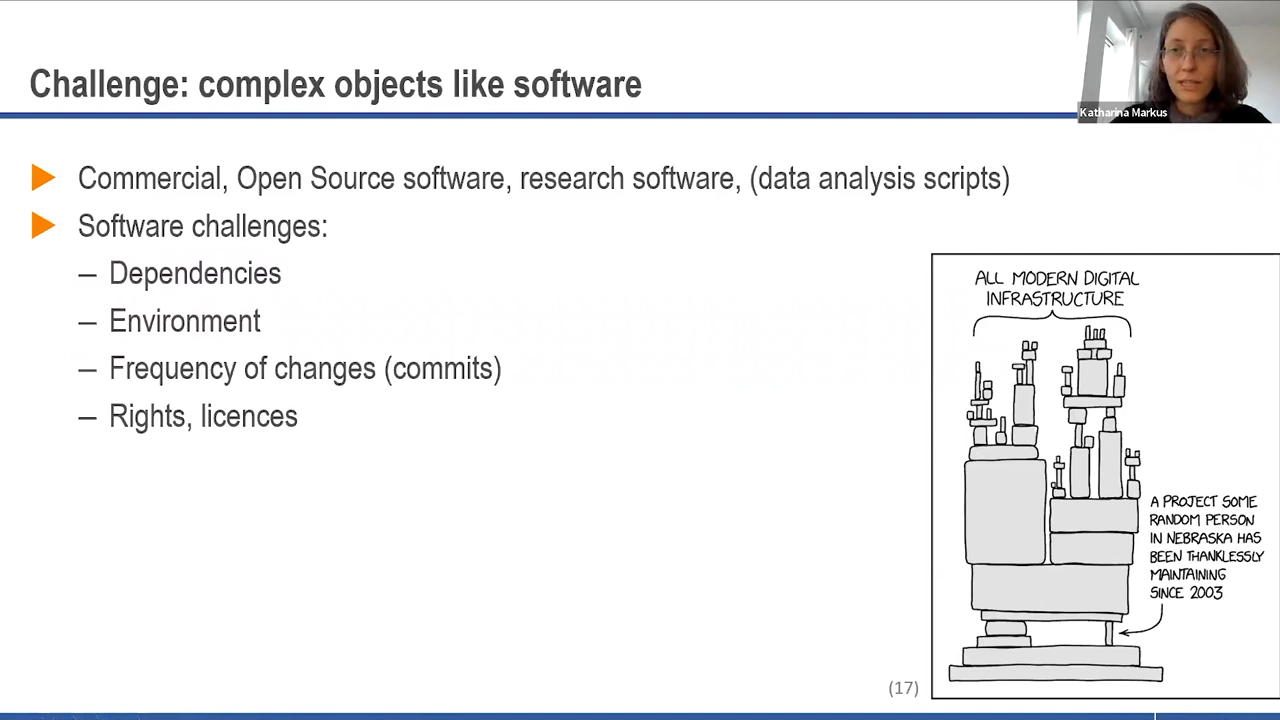 Challenge: complex objects like software
Katharina Markus
Commercial, Open Source software, research software, (data analysis scripts)
Software challenges:
– Dependencies
– Environment
– Frequency of changes (commits)
– Rights, licences
ALL MODERN DIGITAL
INFRASTRUCTURE
A PROJECT SOME
RANDOM PERSON
IN NEBRASKA HAS
BEEN THANKLESSLY
MAINTAINING
SINCE 2003
(17)